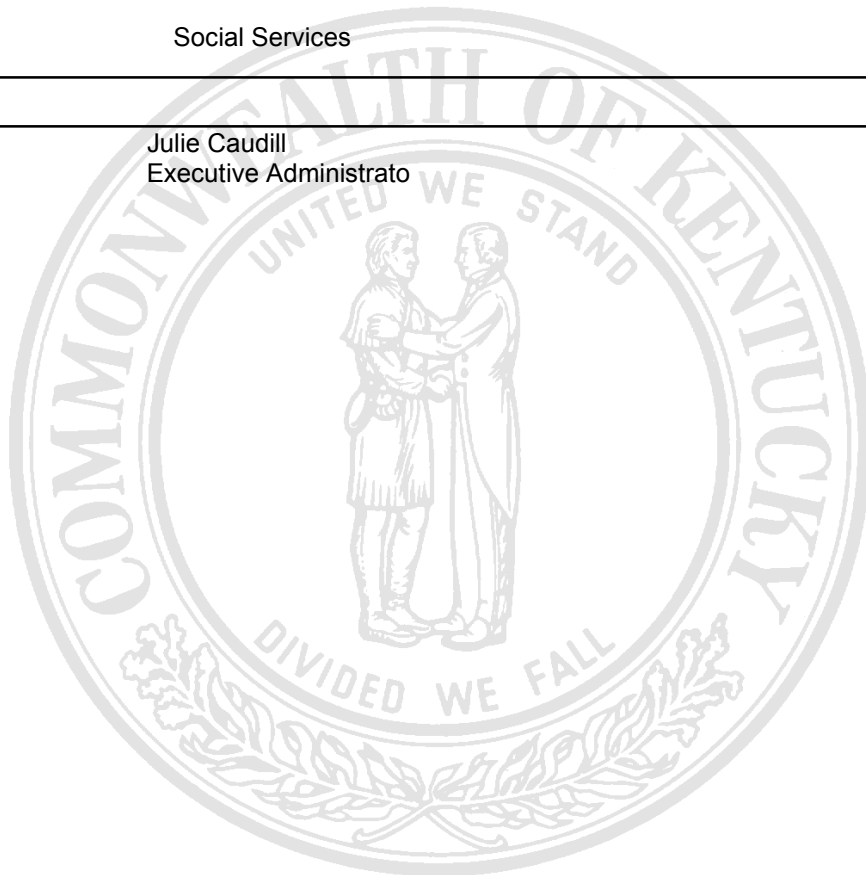 Social Services
Julie Caudill
Executive Administrato
COMMONWEALTH OF KENTUCKY
UNITED WE STAND
DIVIDED WE FALL